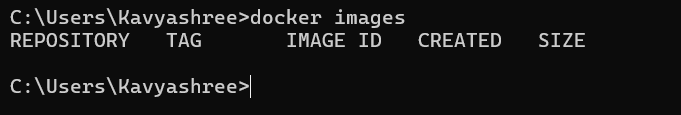 C:\Users\Kavyashree>docker images
REPOSITORY   TAG       IMAGE ID   CREATED   SIZE
C:\Users\Kavyashree>